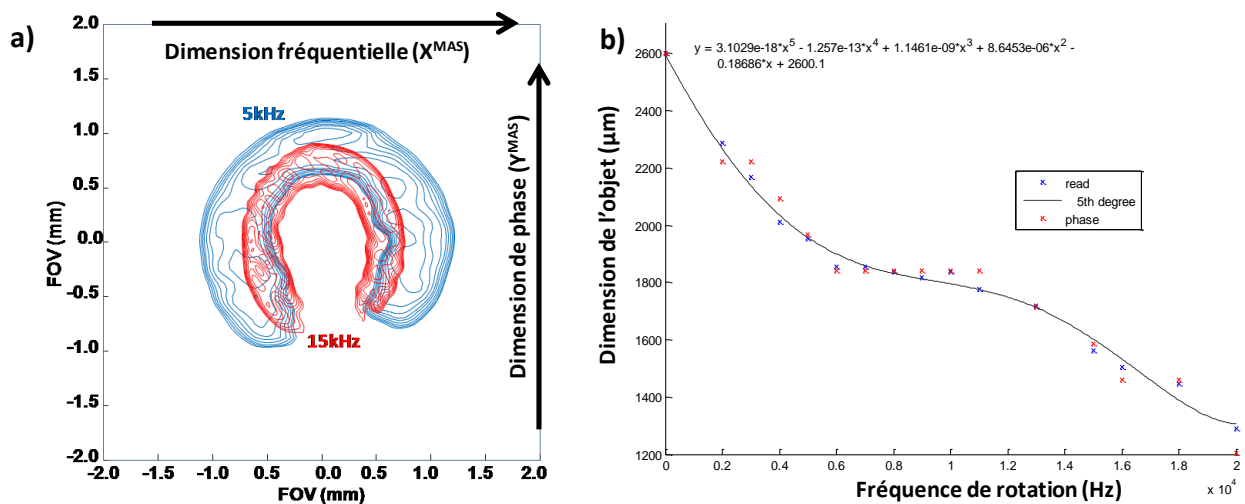 a)
2.0
1.5
1.0
0.5
0.0
-0.5
-1.0
-1.5
-2.0
FOV (mm)
Dimension fréquentielle (X^MAS)
5kHz
15kHz
Dimension de phase (Y^MAS)
-2.0 -1.5 -1.0 -0.5 0.0 0.5 1.0 1.5 2.0
FOV (mm)
b)
y = 3.1029e-18*x^5 - 1.257e-13*x^4 + 1.1461e-09*x^3 + 8.6453e-06*x^2 -
0.18686*x + 2600.1
2600
2400
2200
2000
1800
1600
1400
1200
Dimension de l'objet (μm)
read
5th degree
phase
0 0.2 0.4 0.6 0.8 1 1.2 1.4 1.6 1.8 2
x 10^4
Fréquence de rotation (Hz)